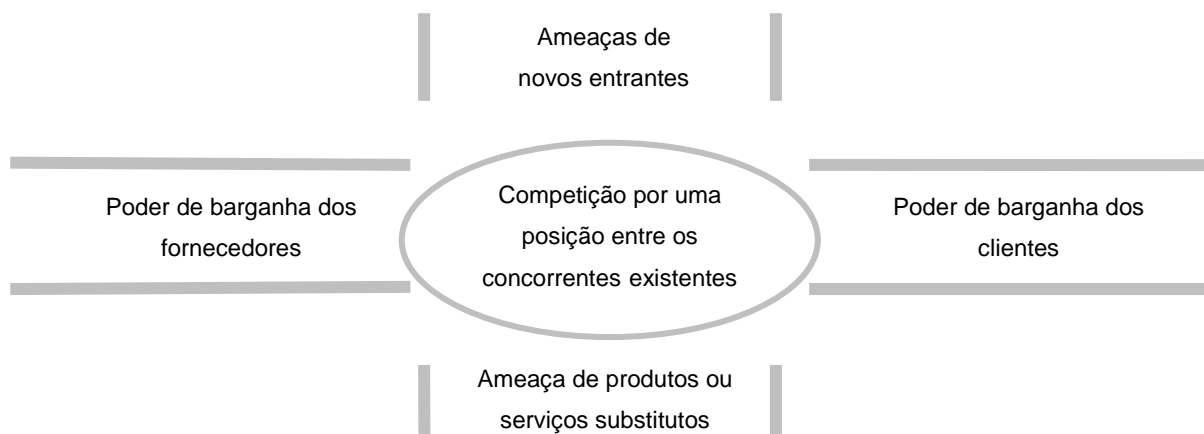 Ameaças de
novos entrantes
Poder de barganha dos
fornecedores
Competição por uma
posição entre os
concorrentes existentes
Poder de barganha dos
clientes
Ameaça de produtos ou
serviços substitutos